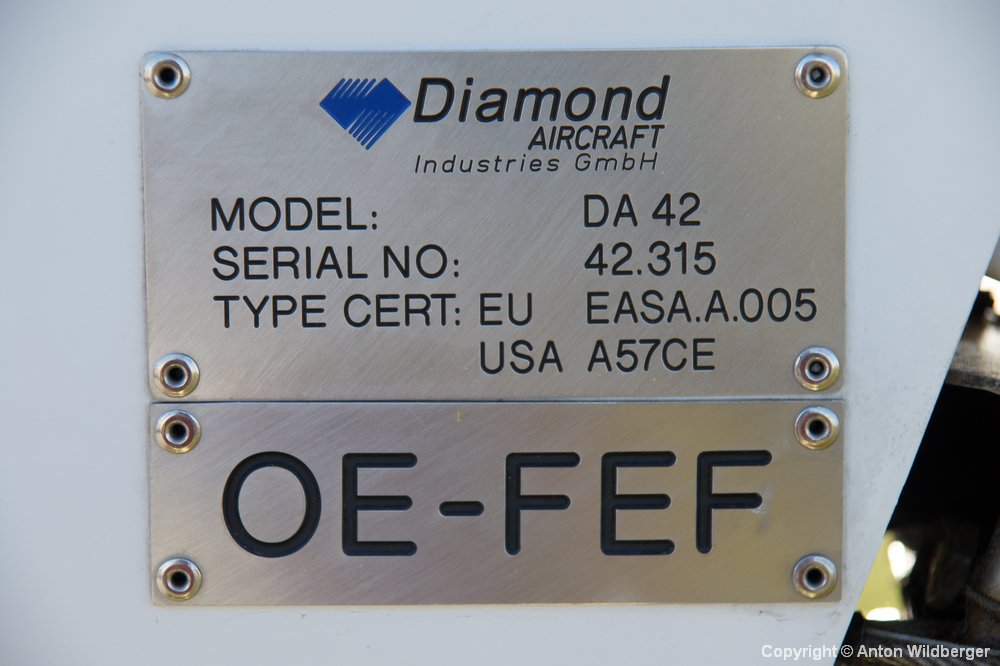 Diamond
AIRCRAFT
Industries GmbH
MODEL: DA 42
SERIAL NO: 42.315
TYPE CERT: EU EASA.A.005
USA A57CE
OE-FEF
Copyright © Anton Wildberger